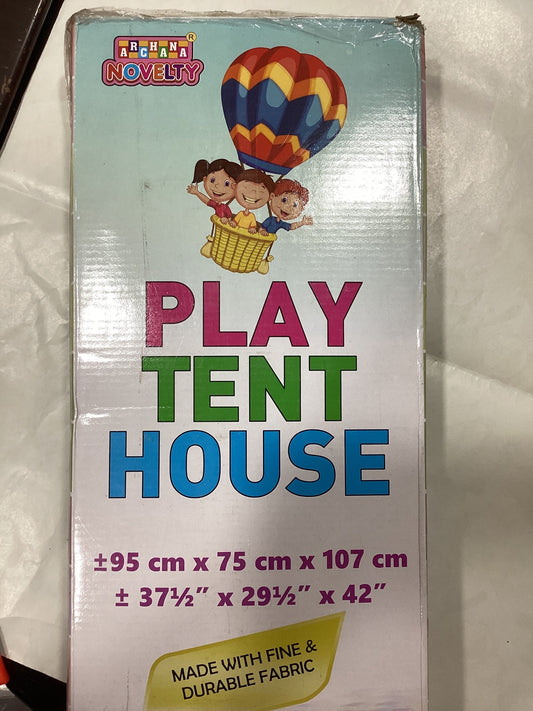 ARCHANA
ARCHANA
®
NOVELTY
PLAY
TENT
HOUSE
±95 cm x 75 cm x 107 cm
± 37½” x 29½” x 42”
MADE WITH FINE &
DURABLE FABRIC